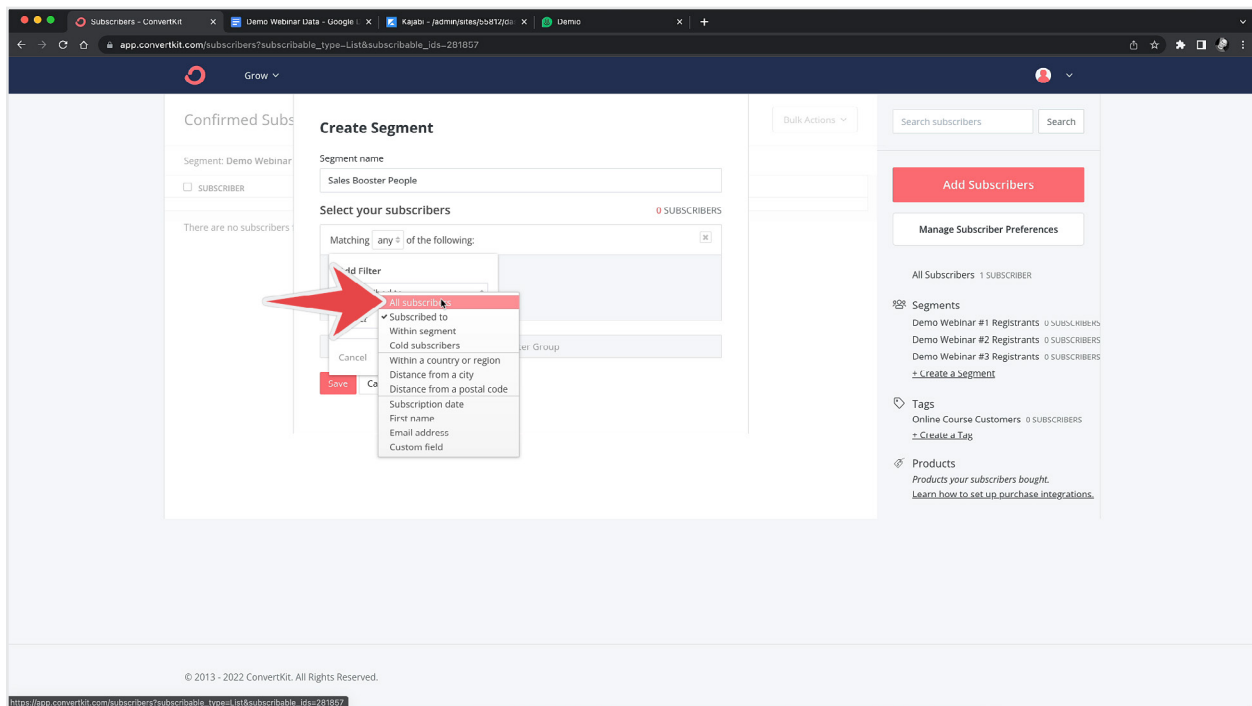 Subscribers - ConvertKit
Demo Webinar Data - Google
Kajabi - /admin/sites/55812/da
Demio
app.convertkit.com/subscribers?subscribable_type=List&subscribable_ids=281857
Grow
Confirmed Subs
Create Segment
Bulk Actions
Search subscribers
Search
Segment name
Segment: Demo Webinar
Sales Booster People
SUBSCRIBER
Add Subscribers
Select your subscribers
0 SUBSCRIBERS
There are no subscribers
Matching any of the following:
Manage Subscriber Preferences
Add Filter
All Subscribers 1 SUBSCRIBER
All subscribers
Subscribed to
Within segment
Cold subscribers
Within a country or region
Distance from a city
Distance from a postal code
Subscription date
First name
Email address
Custom field
er Group
Cancel
Save
Ca
Segments
Demo Webinar #1 Registrants 0 SUBSCRIBERS
Demo Webinar #2 Registrants 0 SUBSCRIBERS
Demo Webinar #3 Registrants 0 SUBSCRIBERS
+ Create a Segment
Tags
Online Course Customers 0 SUBSCRIBERS
+ Create a Tag
Products
Products your subscribers bought.
Learn how to set up purchase integrations.
© 2013 - 2022 ConvertKit. All Rights Reserved.
https://app.convertkit.com/subscribers?subscribable_type=List&subscribable_ids=281857